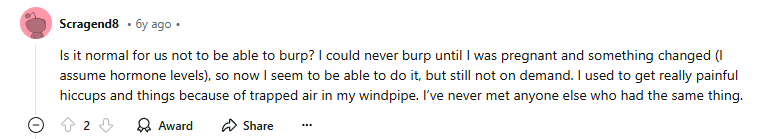 Scragend8 • 6y ago •
Is it normal for us not to be able to burp? I could never burp until I was pregnant and something changed (I
assume hormone levels), so now I seem to be able to do it, but still not on demand. I used to get really painful
hiccups and things because of trapped air in my windpipe. I've never met anyone else who had the same thing.
2 Award Share ...